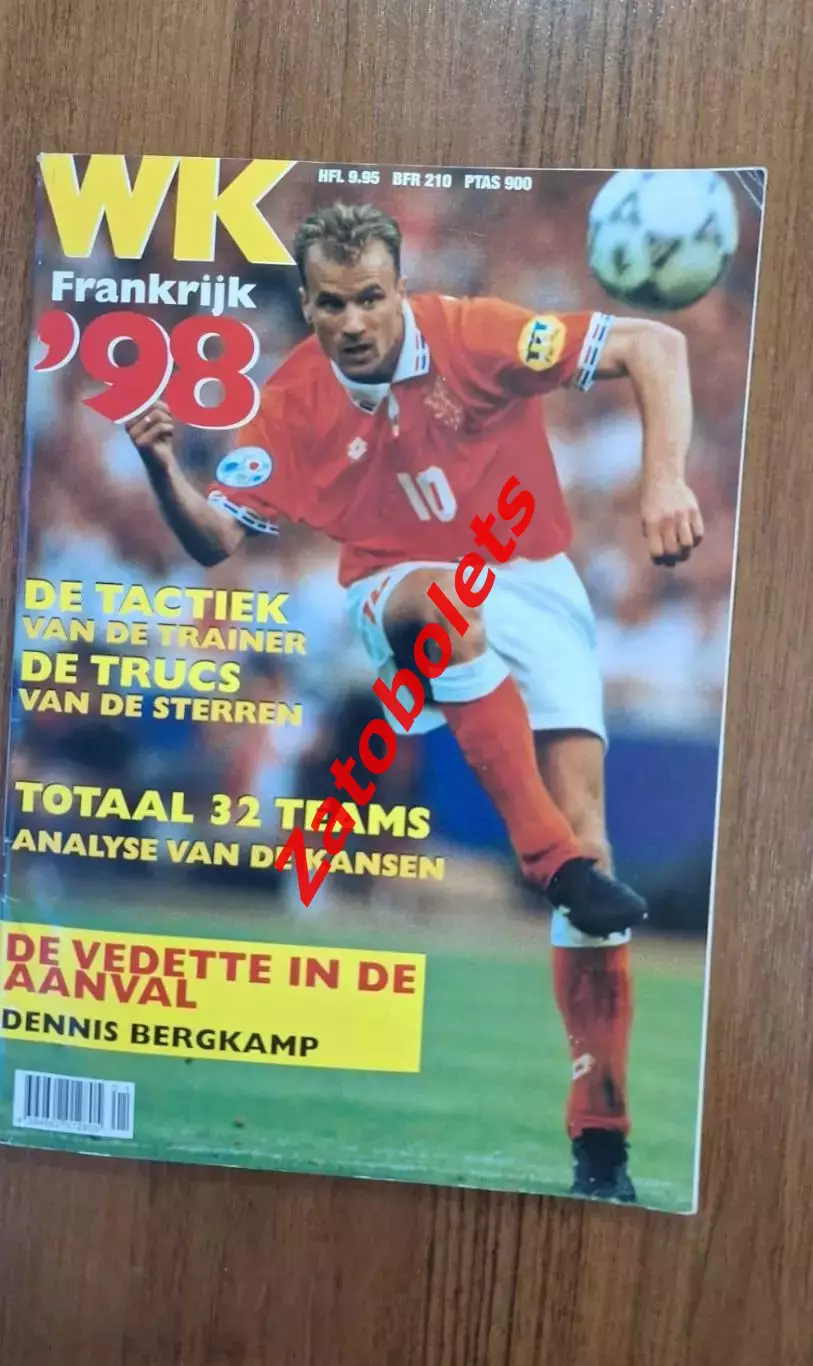 WK
HFL 9.95 BFR 210 PTAS 900
Frankrijk
'98
10
DE TACTIEK
VAN DE TRAINER
DE TRUCS
VAN DE STERREN
TOTAAL 32 TEAMS
ANALYSE VAN DE KANSEN
DE VEDETTE IN DE
AANVAL
DENNIS BERGKAMP
Zatobolets